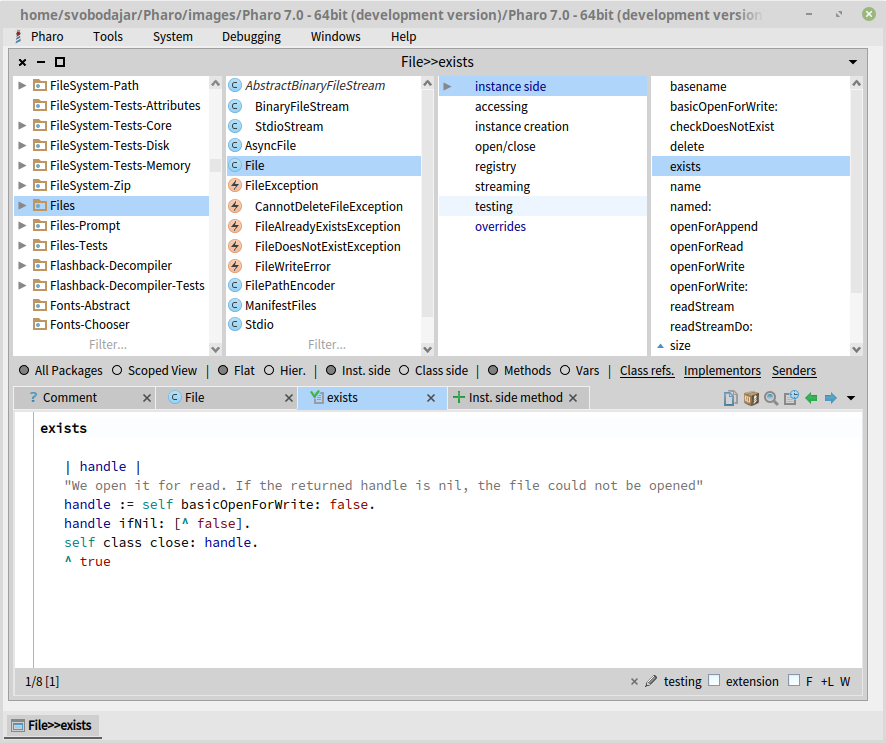 home/svobodajar/Pharo/images/Pharo 7.0 - 64bit (development version)/Pharo 7.0 - 64bit (development version
Pharo Tools System Debugging Windows Help
File>>exists
FileSystem-Path
FileSystem-Tests-Attributes
FileSystem-Tests-Core
FileSystem-Tests-Disk
FileSystem-Tests-Memory
FileSystem-Zip
Files
Files-Prompt
Files-Tests
Flashback-Decompiler
Flashback-Decompiler-Tests
Fonts-Abstract
Fonts-Chooser
Filter...
AbstractBinaryFileStream
BinaryFileStream
StdioStream
AsyncFile
File
FileException
CannotDeleteFileException
FileAlreadyExistsException
FileDoesNotExistException
FileWriteError
FilePathEncoder
ManifestFiles
Stdio
Filter...
instance side
accessing
instance creation
open/close
registry
streaming
testing
overrides
basename
basicOpenForWrite:
checkDoesNotExist
delete
exists
name
named:
openForAppend
openForRead
openForWrite
openForWrite:
readStream
readStreamDo:
size
All Packages Scoped View | Flat Hier. | Inst. side Class side | Methods Vars | Class refs. Implementors Senders
? Comment File exists Inst. side method
exists
| handle |
"We open it for read. If the returned handle is nil, the file could not be opened"
handle := self basicOpenForWrite: false.
handle ifNil: [^ false].
self class close: handle.
^ true
1/8 [1] testing extension F +L W
File>>exists